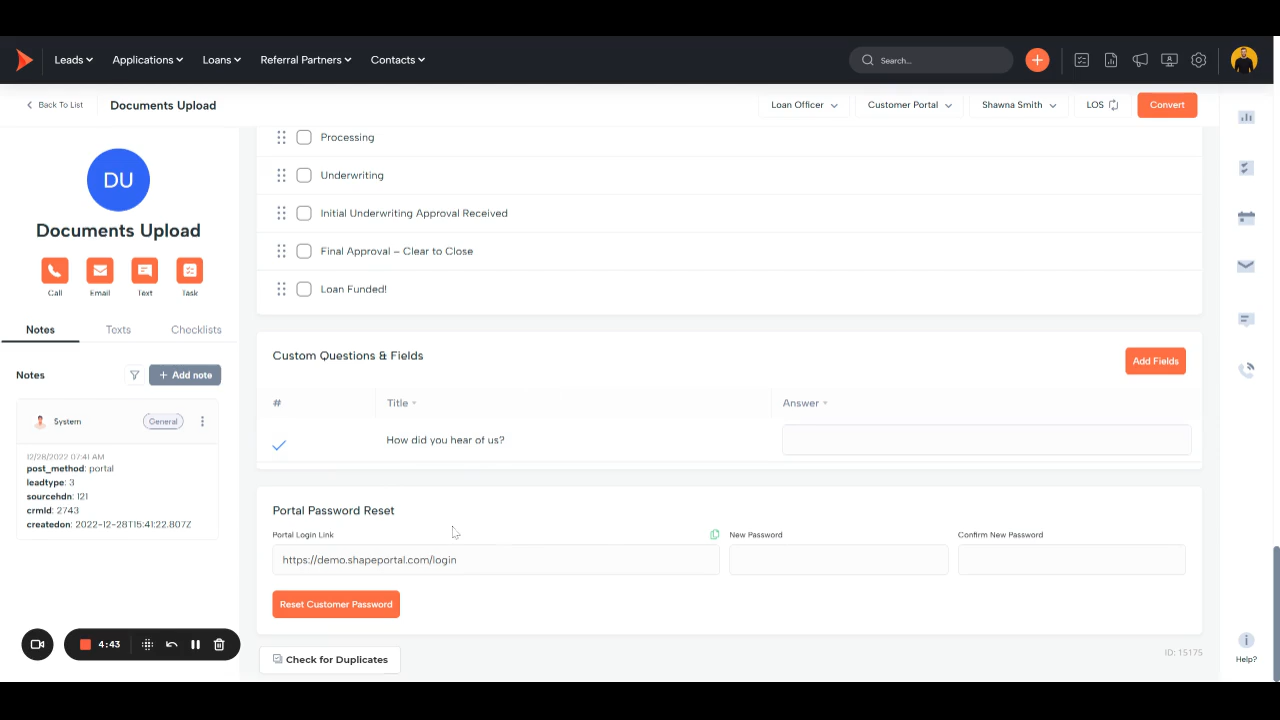 Leads
Applications
Loans
Referral Partners
Contacts
Search...
Back To List
Documents Upload
Loan Officer
Customer Portal
Shawna Smith
LOS
Convert
DU
Documents Upload
Call
Email
Text
Task
Notes
Texts
Checklists
Notes
+ Add note
System
General
12/28/2022 07:41 AM
post_method: portal
leadtype: 3
sourcehdn: 121
crmId: 2743
createdon: 2022-12-28T15:41:22.807Z
4:43
Processing
Underwriting
Initial Underwriting Approval Received
Final Approval – Clear to Close
Loan Funded!
Custom Questions & Fields
Add Fields
#
Title
Answer
How did you hear of us?
Portal Password Reset
Portal Login Link
New Password
Confirm New Password
https://demo.shapeportal.com/login
Reset Customer Password
Check for Duplicates
ID: 15175
Help?